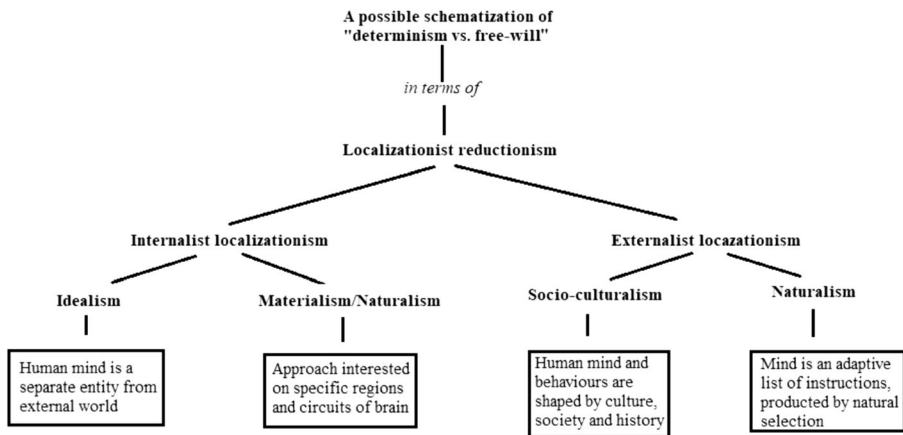 A possible schematization of
"determinism vs. free-will"
in terms of
Localizationist reductionism
Internalist localizationism
Externalist locazationism
Idealism
Materialism/Naturalism
Socio-culturalism
Naturalism
Human mind is a
separate entity from
external world
Approach interested
on specific regions
and circuits of brain
Human mind and
behaviours are
shaped by culture,
society and history
Mind is an adaptive
list of instructions,
producted by natural
selection